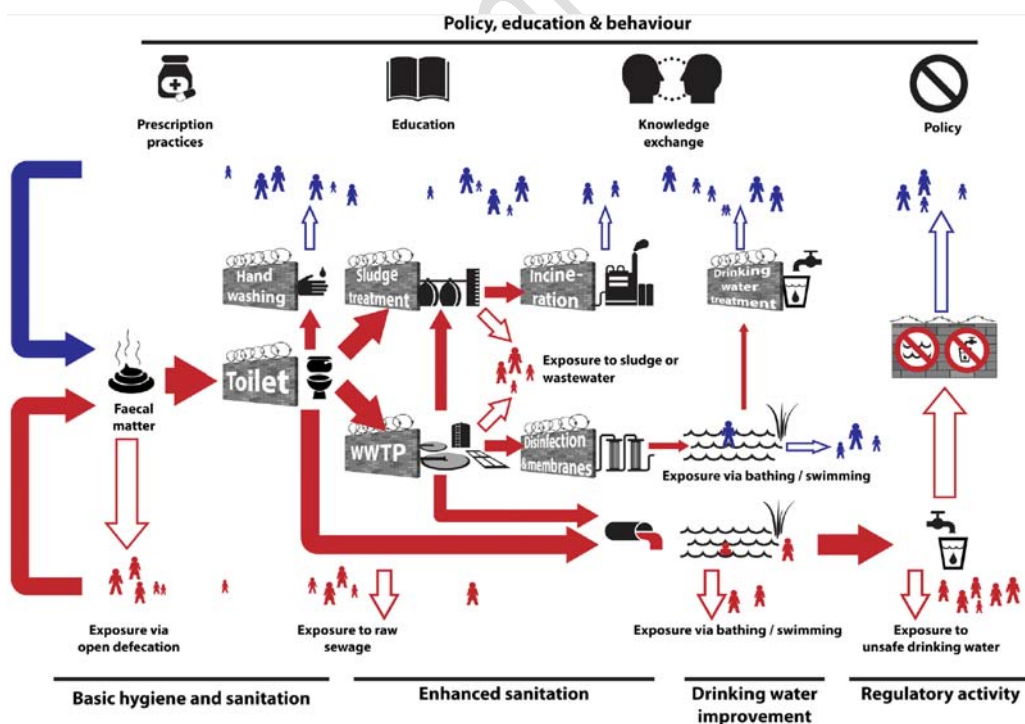 Policy, education & behaviour
Prescription
practices
Education
Knowledge
exchange
Policy
Hand
washing
Sludge
treatment
Incine-
ration
Drinking
water
treatment
Exposure to sludge or
wastewater
Toilet
Faecal
matter
WWTP
Disinfection
&membranes
Exposure via bathing / swimming
Exposure via
open defecation
Exposure to raw
sewage
Exposure via bathing / swimming
Exposure to
unsafe drinking water
Basic hygiene and sanitation
Enhanced sanitation
Drinking water
improvement
Regulatory activity